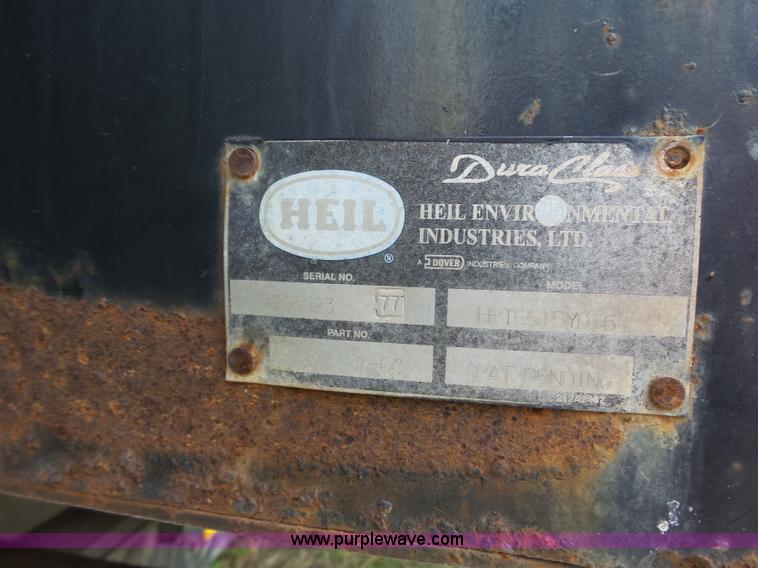 DuraClass
HEIL
®
HEIL ENVIRONMENTAL
INDUSTRIES, LTD.
A DOVER INDUSTRIES COMPANY
SERIAL NO.
MODEL
77
PART NO.
PAT PENDING
www.purplewave.com